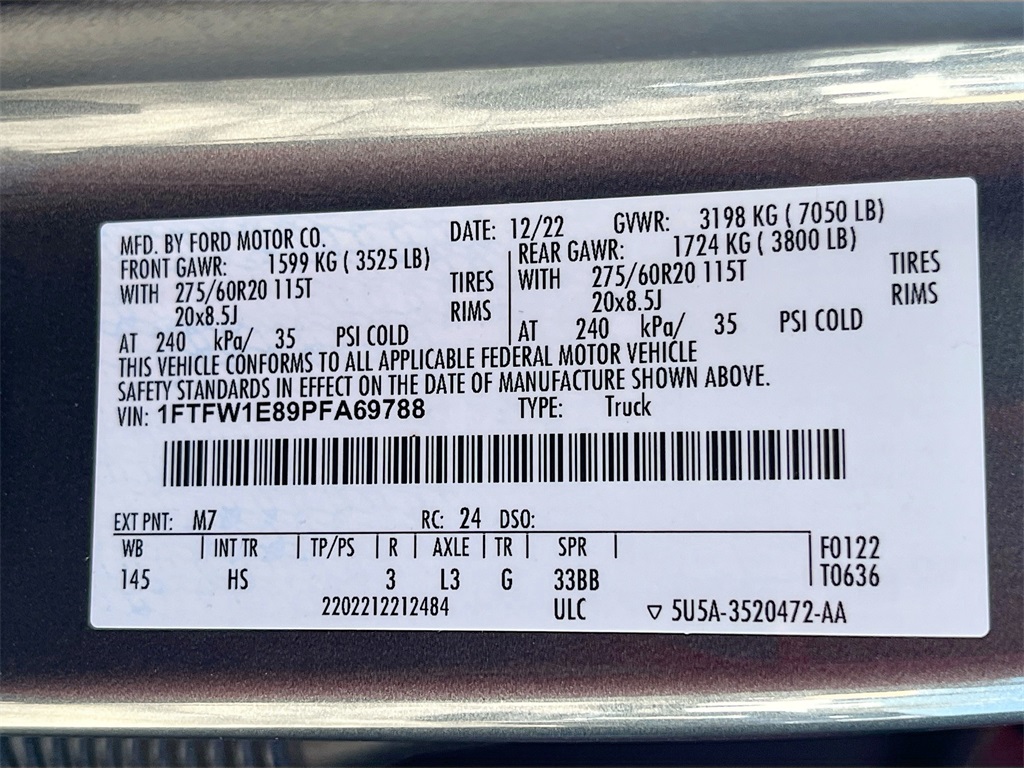 MFD. BY FORD MOTOR CO. DATE: 12/22 GVWR: 3198 KG ( 7050 LB)
FRONT GAWR: 1599 KG ( 3525 LB) REAR GAWR: 1724 KG ( 3800 LB)
WITH 275/60R20 115T TIRES WITH 275/60R20 115T TIRES
20x8.5J RIMS 20x8.5J RIMS
AT 240 kPa/ 35 PSI COLD AT 240 kPa/ 35 PSI COLD
THIS VEHICLE CONFORMS TO ALL APPLICABLE FEDERAL MOTOR VEHICLE
SAFETY STANDARDS IN EFFECT ON THE DATE OF MANUFACTURE SHOWN ABOVE.
VIN: 1FTFW1E89PFA69788 TYPE: Truck
EXT PNT: M7 RC: 24 DSO:
WB INT TR TP/PS R AXLE TR SPR F0122
145 HS 3 L3 G 33BB T0636
2202212212484 ULC ▽ 5U5A-3520472-AA